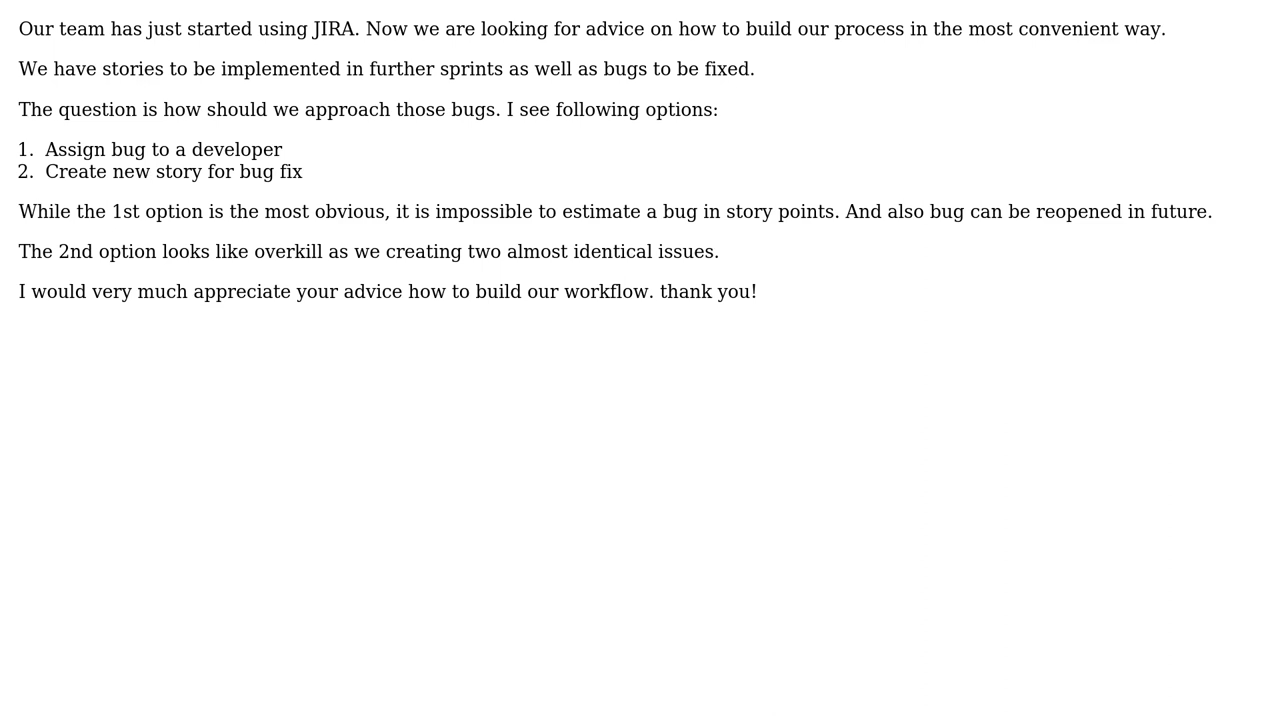 Our team has just started using JIRA. Now we are looking for advice on how to build our process in the most convenient way.
We have stories to be implemented in further sprints as well as bugs to be fixed.
The question is how should we approach those bugs. I see following options:
1. Assign bug to a developer
2. Create new story for bug fix
While the 1st option is the most obvious, it is impossible to estimate a bug in story points. And also bug can be reopened in future.
The 2nd option looks like overkill as we creating two almost identical issues.
I would very much appreciate your advice how to build our workflow. thank you!